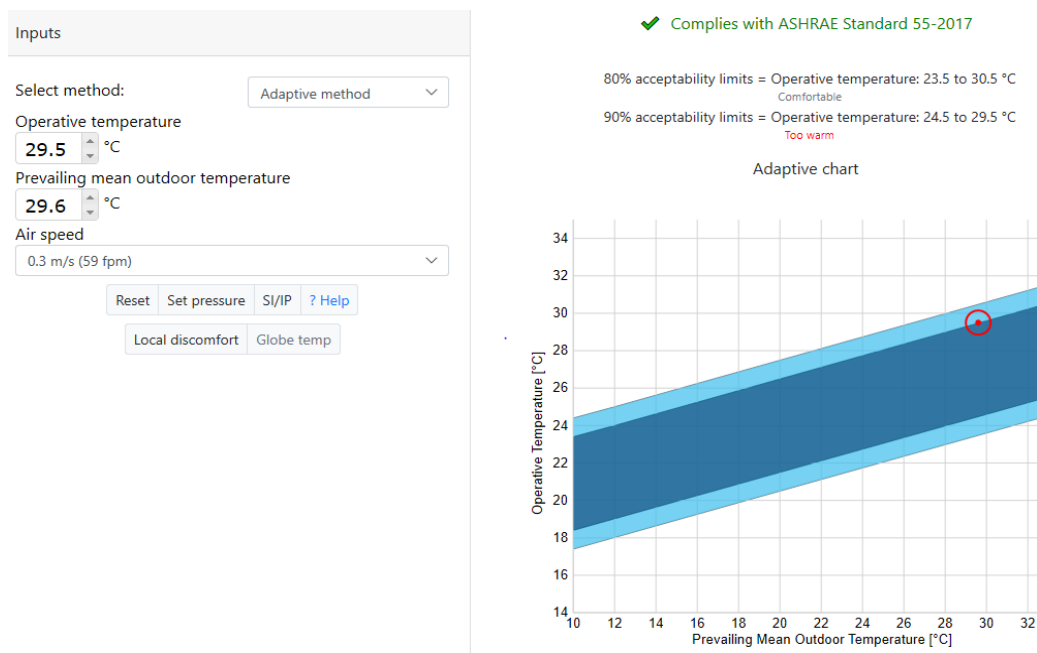 Inputs
Select method:
Adaptive method
Operative temperature
29.5 °C
Prevailing mean outdoor temperature
29.6 °C
Air speed
0.3 m/s (59 fpm)
Reset Set pressure SI/IP ? Help
Local discomfort Globe temp
Complies with ASHRAE Standard 55-2017
80% acceptability limits = Operative temperature: 23.5 to 30.5 °C
Comfortable
90% acceptability limits = Operative temperature: 24.5 to 29.5 °C
Too warm
Adaptive chart
Operative Temperature [°C]
34
32
30
28
26
24
22
20
18
16
14
10 12 14 16 18 20 22 24 26 28 30 32
Prevailing Mean Outdoor Temperature [°C]